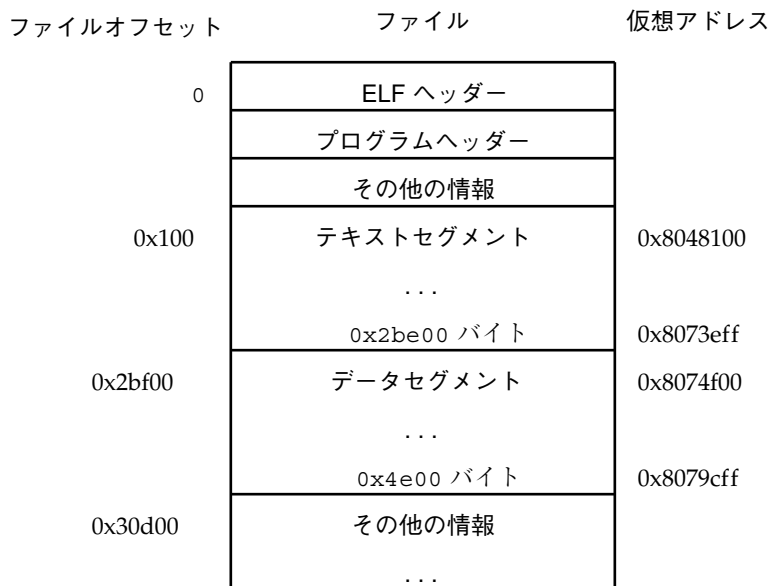 ファイルオフセット ファイル 仮想アドレス
0 ELF ヘッダー
プログラムヘッダー
その他の情報
0x100 テキストセグメント 0x8048100
...
0x2be00 バイト 0x8073eff
0x2bf00 データセグメント 0x8074f00
...
0x4e00 バイト 0x8079cff
0x30d00 その他の情報
...